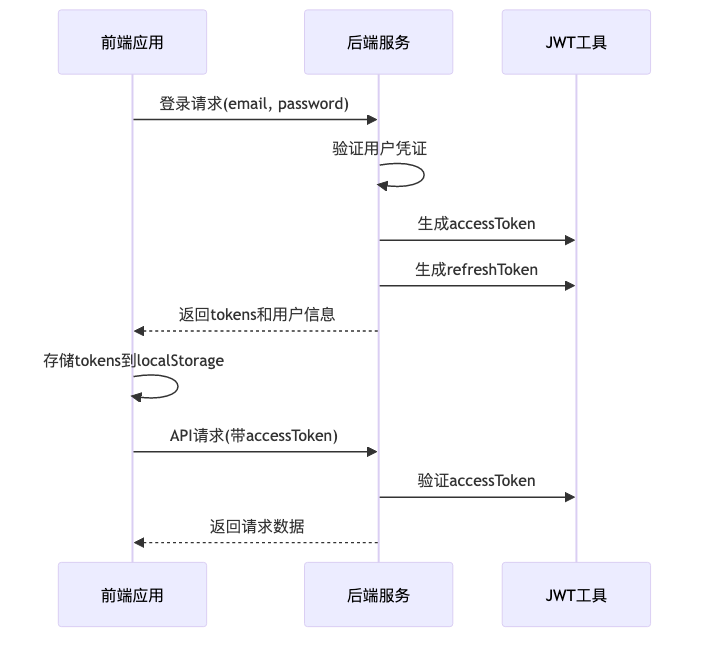 前端应用
后端服务
JWT工具
登录请求(email, password)
验证用户凭证
生成accessToken
生成refreshToken
返回tokens和用户信息
存储tokens到localStorage
API请求(带accessToken)
验证accessToken
返回请求数据
前端应用
后端服务
JWT工具